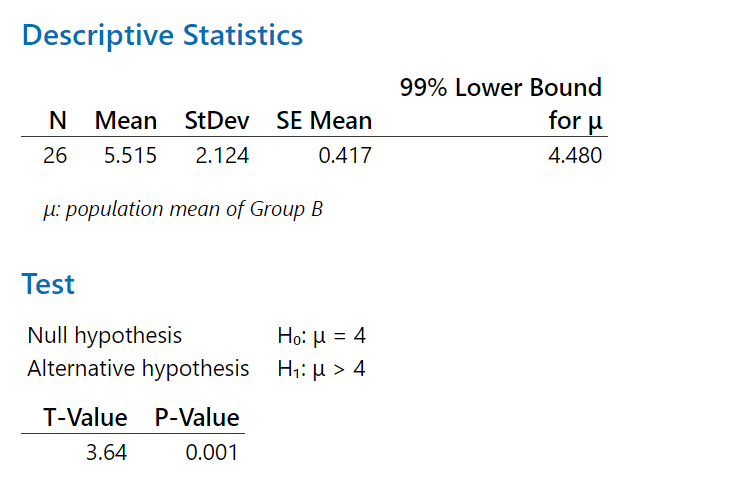 Descriptive Statistics
99% Lower Bound
N Mean StDev SE Mean for μ
26 5.515 2.124 0.417 4.480
μ: population mean of Group B
Test
Null hypothesis H₀: μ = 4
Alternative hypothesis H₁: μ > 4
T-Value P-Value
3.64 0.001